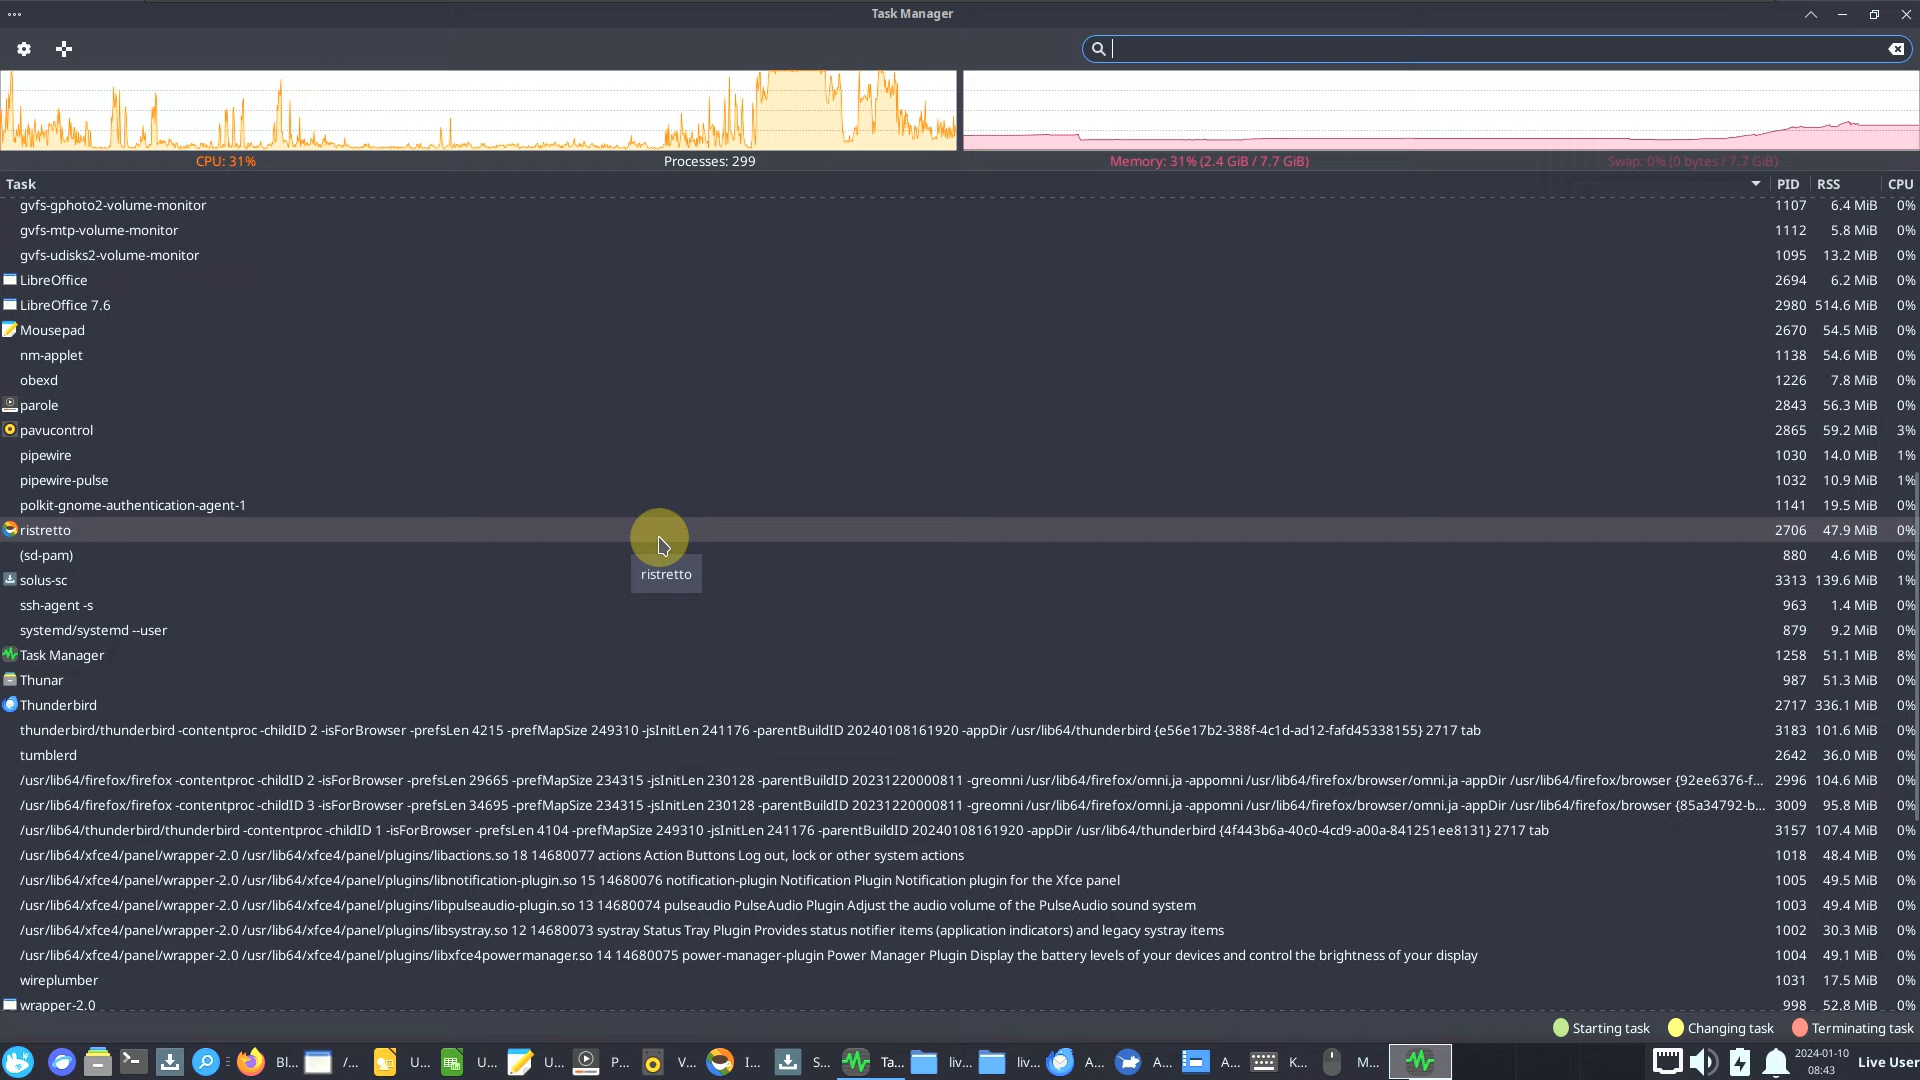 Task Manager
CPU: 31%
Processes: 299
Memory: 31% (2.4 GiB / 7.7 GiB)
Swap: 0% (0 bytes / 7.7 GiB)
Task PID RSS CPU
gvfs-gphoto2-volume-monitor 1107 6.4 MiB 0%
gvfs-mtp-volume-monitor 1112 5.8 MiB 0%
gvfs-udisks2-volume-monitor 1095 13.2 MiB 0%
LibreOffice 2694 6.2 MiB 0%
LibreOffice 7.6 2980 514.6 MiB 0%
Mousepad 2670 54.5 MiB 0%
nm-applet 1138 54.6 MiB 0%
obexd 1226 7.8 MiB 0%
parole 2843 56.3 MiB 0%
pavucontrol 2865 59.2 MiB 3%
pipewire 1030 14.0 MiB 1%
pipewire-pulse 1032 10.9 MiB 1%
polkit-gnome-authentication-agent-1 1141 19.5 MiB 0%
ristretto 2706 47.9 MiB 0%
(sd-pam) 880 4.6 MiB 0%
ristretto
solus-sc 3313 139.6 MiB 1%
ssh-agent -s 963 1.4 MiB 0%
systemd/systemd --user 879 9.2 MiB 0%
Task Manager 1258 51.1 MiB 8%
Thunar 987 51.3 MiB 0%
Thunderbird 2717 336.1 MiB 0%
thunderbird/thunderbird -contentproc -childID 2 -isForBrowser -prefsLen 4215 -prefMapSize 249310 -jsInitLen 241176 -parentBuildID 20240108161920 -appDir /usr/lib64/thunderbird {e56e17b2-388f-4c1d-ad12-fafd45338155} 2717 tab 3183 101.6 MiB 0%
tumblerd 2642 36.0 MiB 0%
/usr/lib64/firefox/firefox -contentproc -childID 2 -isForBrowser -prefsLen 29665 -prefMapSize 234315 -jsInitLen 230128 -parentBuildID 20231220000811 -greomni /usr/lib64/firefox/omni.ja -appomni /usr/lib64/firefox/browser/omni.ja -appDir /usr/lib64/firefox/browser {92ee6376-f... 2996 104.6 MiB 0%
/usr/lib64/firefox/firefox -contentproc -childID 3 -isForBrowser -prefsLen 34695 -prefMapSize 234315 -jsInitLen 230128 -parentBuildID 20231220000811 -greomni /usr/lib64/firefox/omni.ja -appomni /usr/lib64/firefox/browser/omni.ja -appDir /usr/lib64/firefox/browser {85a34792-b... 3009 95.8 MiB 0%
/usr/lib64/thunderbird/thunderbird -contentproc -childID 1 -isForBrowser -prefsLen 4104 -prefMapSize 249310 -jsInitLen 241176 -parentBuildID 20240108161920 -appDir /usr/lib64/thunderbird {4f443b6a-40c0-4cd9-a00a-841251ee8131} 2717 tab 3157 107.4 MiB 0%
/usr/lib64/xfce4/panel/wrapper-2.0 /usr/lib64/xfce4/panel/plugins/libactions.so 18 14680077 actions Action Buttons Log out, lock or other system actions 1018 48.4 MiB 0%
/usr/lib64/xfce4/panel/wrapper-2.0 /usr/lib64/xfce4/panel/plugins/libnotification-plugin.so 15 14680076 notification-plugin Notification Plugin Notification plugin for the Xfce panel 1005 49.5 MiB 0%
/usr/lib64/xfce4/panel/wrapper-2.0 /usr/lib64/xfce4/panel/plugins/libpulseaudio-plugin.so 13 14680074 pulseaudio PulseAudio Plugin Adjust the audio volume of the PulseAudio sound system 1003 49.4 MiB 0%
/usr/lib64/xfce4/panel/wrapper-2.0 /usr/lib64/xfce4/panel/plugins/libsystray.so 12 14680073 systray Status Tray Plugin Provides status notifier items (application indicators) and legacy systray items 1002 30.3 MiB 0%
/usr/lib64/xfce4/panel/wrapper-2.0 /usr/lib64/xfce4/panel/plugins/libxfce4powermanager.so 14 14680075 power-manager-plugin Power Manager Plugin Display the battery levels of your devices and control the brightness of your display 1004 49.1 MiB 0%
wireplumber 1031 17.5 MiB 0%
wrapper-2.0 998 52.8 MiB 0%
Starting task Changing task Terminating task
Bl... /... U... U... U... P... V... I... S... Ta... liv... liv... A... A... A... K... M... 2024-01-10 Live User
08:43